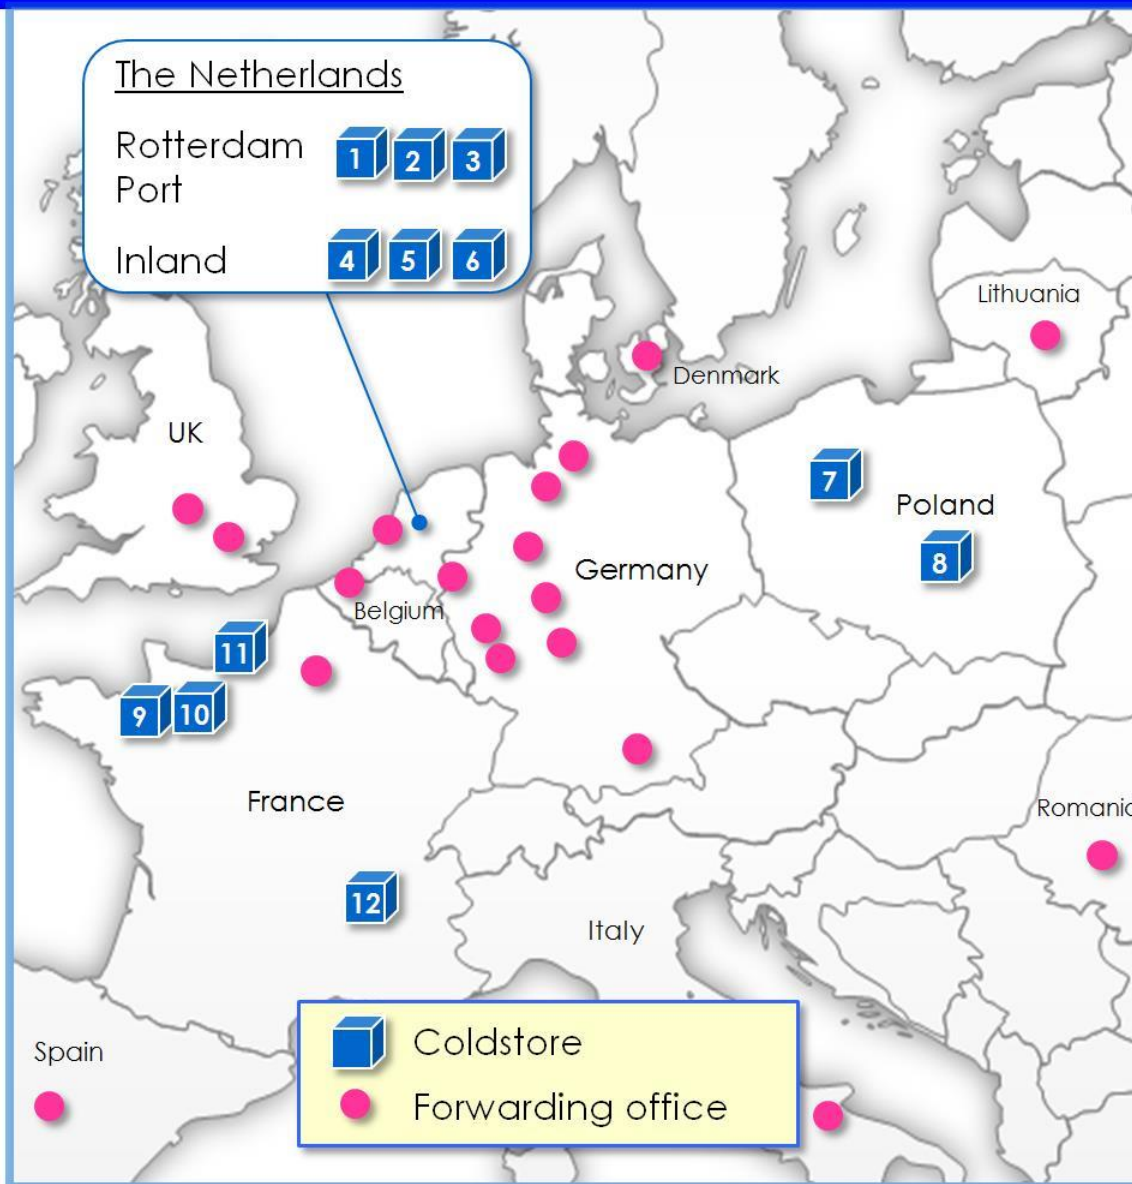 The Netherlands
Rotterdam
Port
1 2 3
Inland
4 5 6
Lithuania
Denmark
UK
7
Poland
8
Germany
Belgium
11
9 10
France
Romania
12
Italy
Spain
Coldstore
Forwarding office